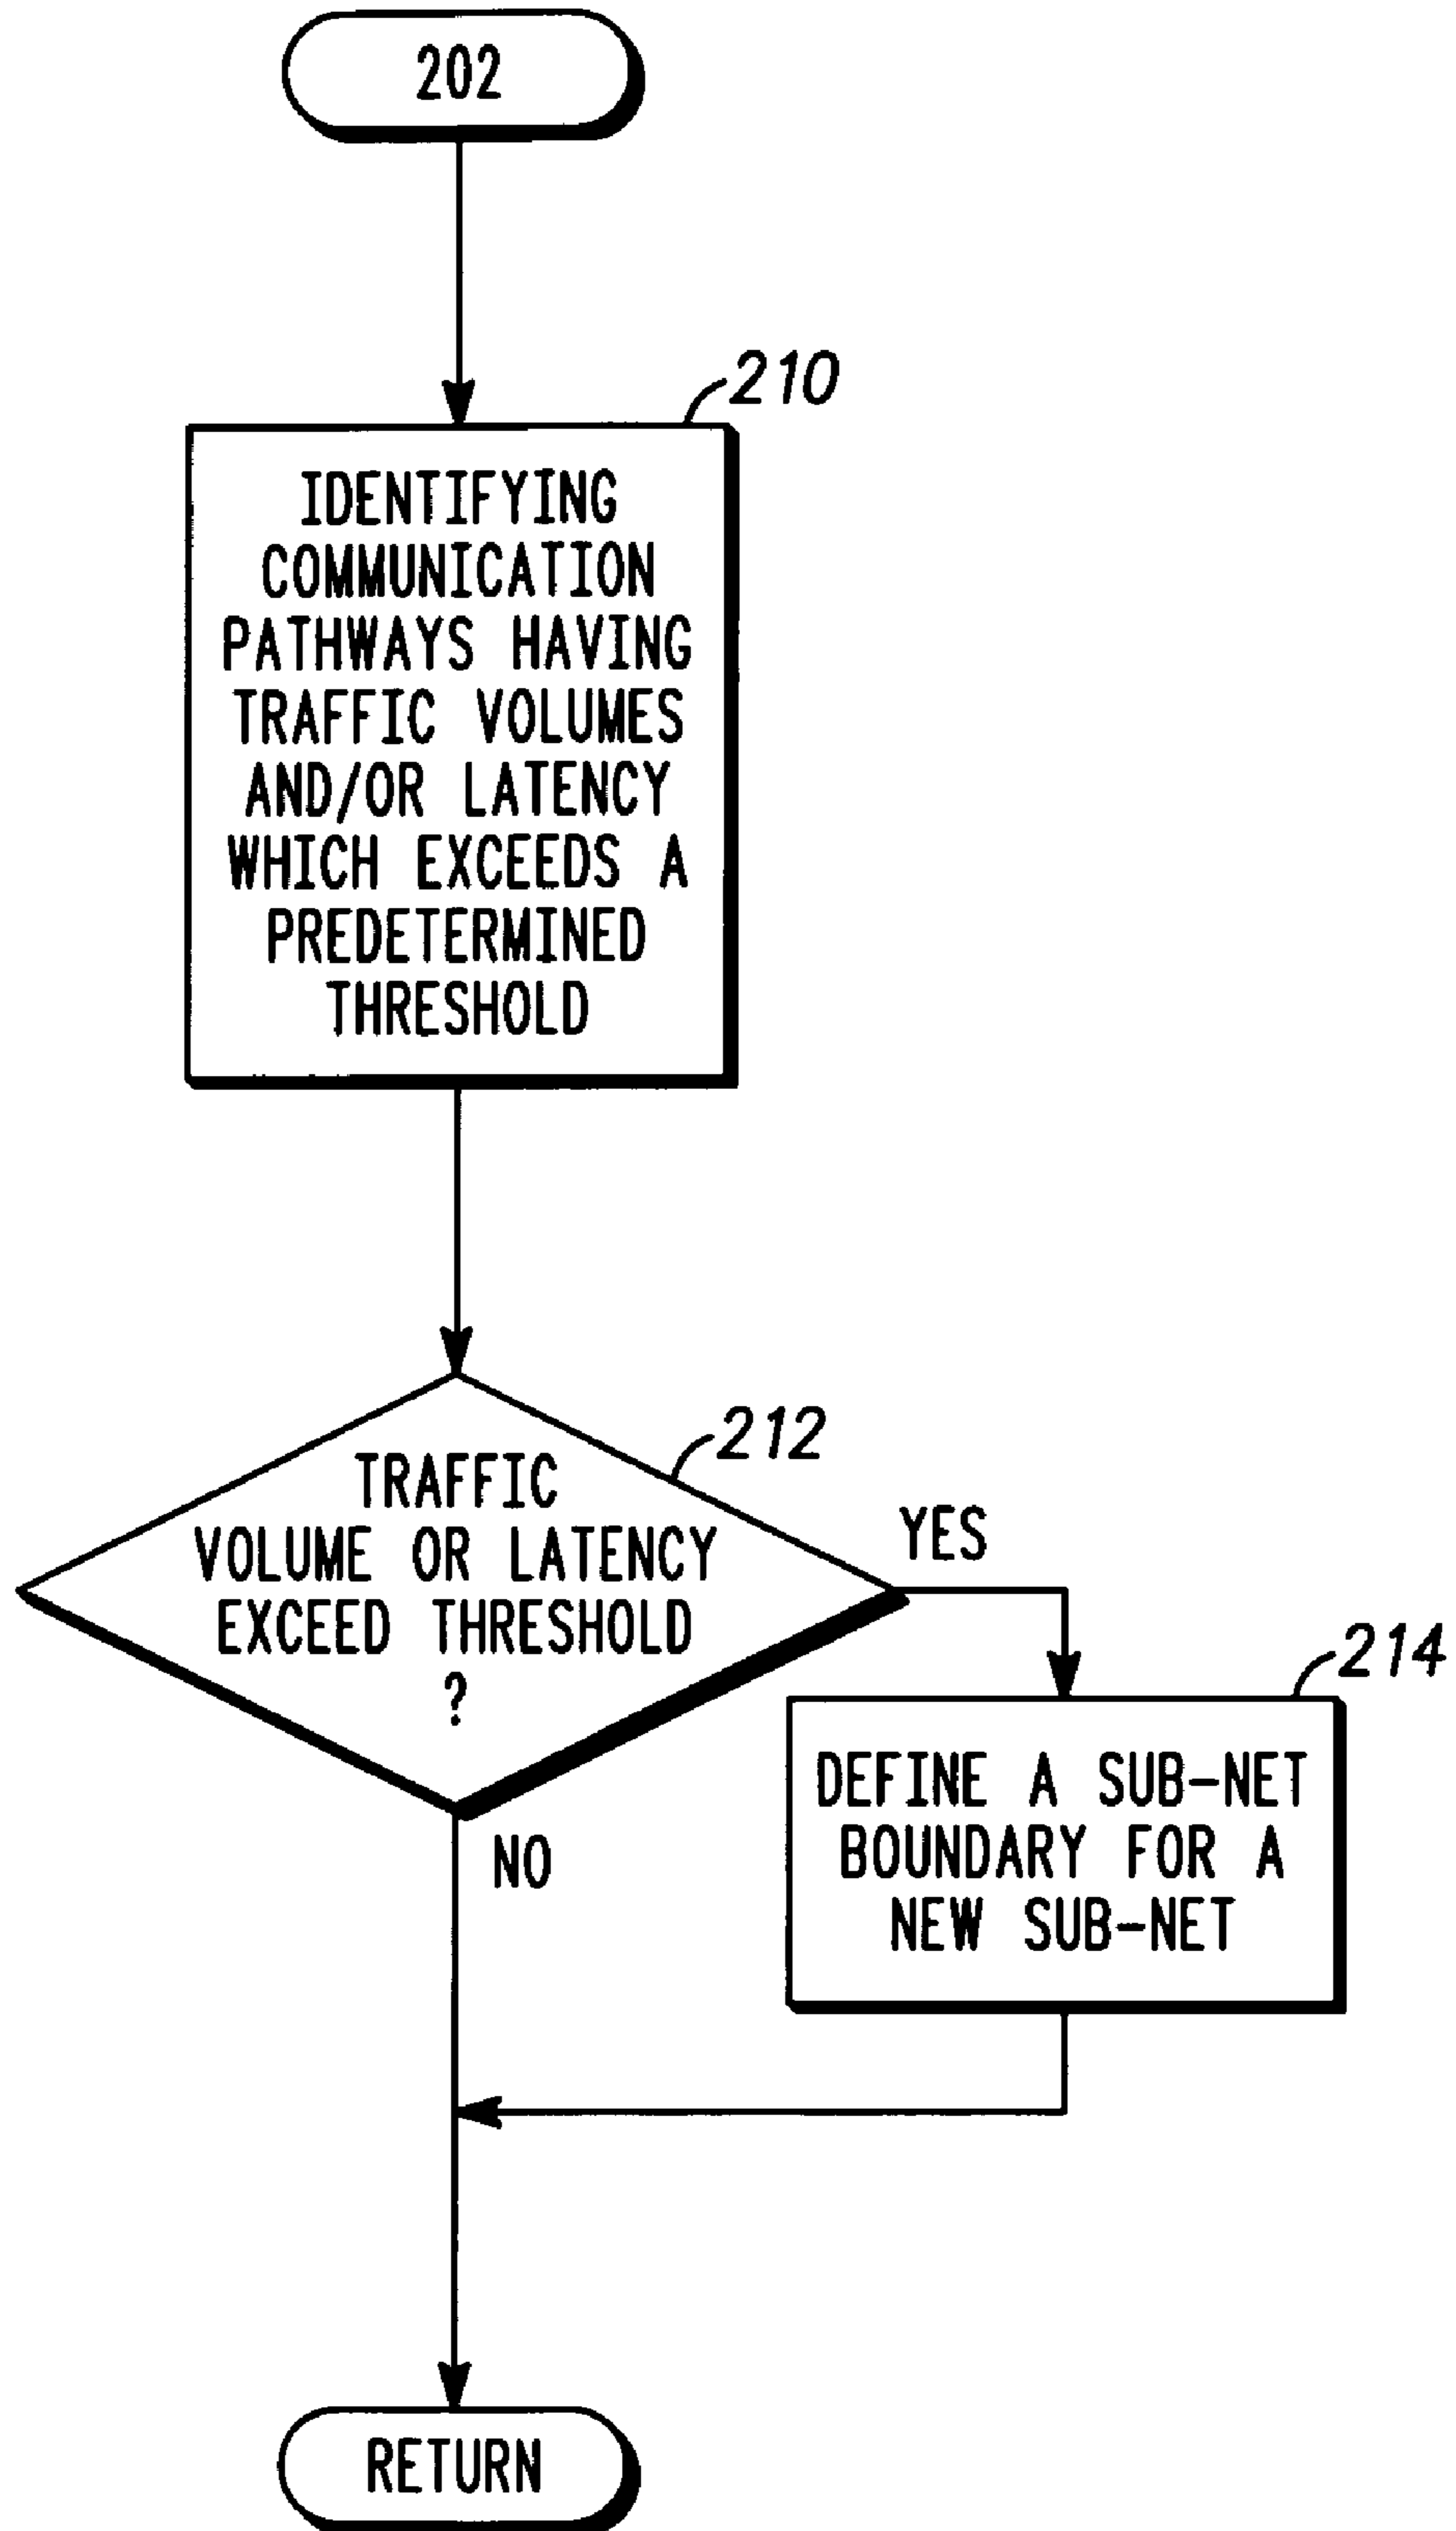 202
210
IDENTIFYING
COMMUNICATION
PATHWAYS HAVING
TRAFFIC VOLUMES
AND/OR LATENCY
WHICH EXCEEDS A
PREDETERMINED
THRESHOLD
212
TRAFFIC
VOLUME OR LATENCY
EXCEED THRESHOLD
?
YES
214
DEFINE A SUB-NET
BOUNDARY FOR A
NEW SUB-NET
NO
RETURN